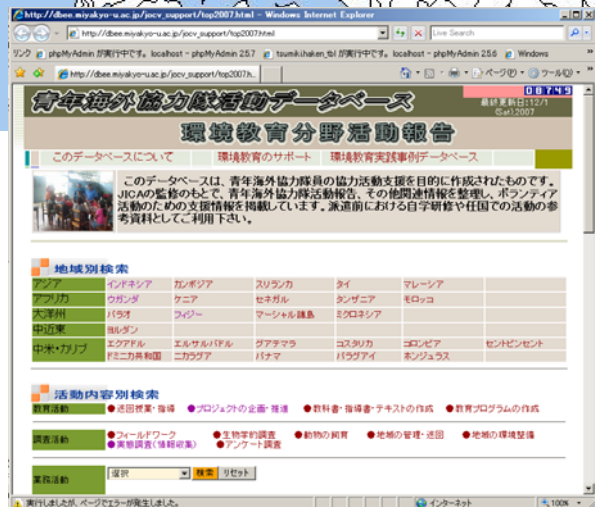 http://dbee.miyakyo-u.ac.jp/jocv_support/top2007.html - Windows Internet Explorer
http://dbee.miyakyo-u.ac.jp/jocv_support/top2007.html
Live Search
リンク phpMyAdmin が実行中です。localhost - phpMyAdmin 2.5.7 tsumikihaken_tbl が実行中です。localhost - phpMyAdmin 2.5.6 Windows
http://dbee.miyakyo-u.ac.jp/jocv_support/top2007.h...
ページ(P) ツール(O)
08749
青年海外協力隊活動データベース
最終更新日:12/1
(Sat),2007
環境教育分野活動報告
このデータベースについて 環境教育のサポート 環境教育実践事例データベース
このデータベースは、青年海外協力隊員の協力活動支援を目的に作成されたものです。
JICAの監修のもとで、青年海外協力隊活動報告、その他関連情報を整理し、ボランティア
活動のための支援情報を掲載しています。派遣前における自学研修や任国での活動の参
考資料としてご利用下さい。
地域別検索
アジア インドネシア カンボジア スリランカ タイ マレーシア
アフリカ ウガンダ ケニア セネガル タンザニア モロッコ
大洋州 パラオ フィジー マーシャル諸島 ミクロネシア
中近東 ヨルダン
中米・カリブ エクアドル エルサルバドル グアテマラ コスタリカ コロンビア セントビンセント
ドミニカ共和国 ニカラグア パナマ パラグアイ ホンジュラス
活動内容別検索
教育活動 ●巡回授業・指導 ●プロジェクトの企画・推進 ●教科書・指導書・テキストの作成 ●教育プログラムの作成
調査活動 ●フィールドワーク ●生物学的調査 ●動物の飼育 ●地域の管理・巡回 ●地域の環境整備
●実態調査(情報収集) ●アンケート調査
業務活動 選択 検索 リセット
実行しましたが、ページでエラーが発生しました。 インターネット 100%